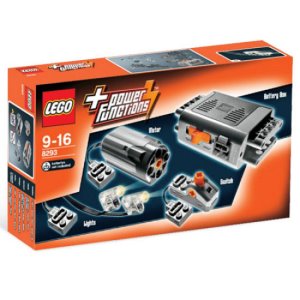 LEGO
+power
functions
9-16
8293
Battery Box
Motor
Switch
Lights